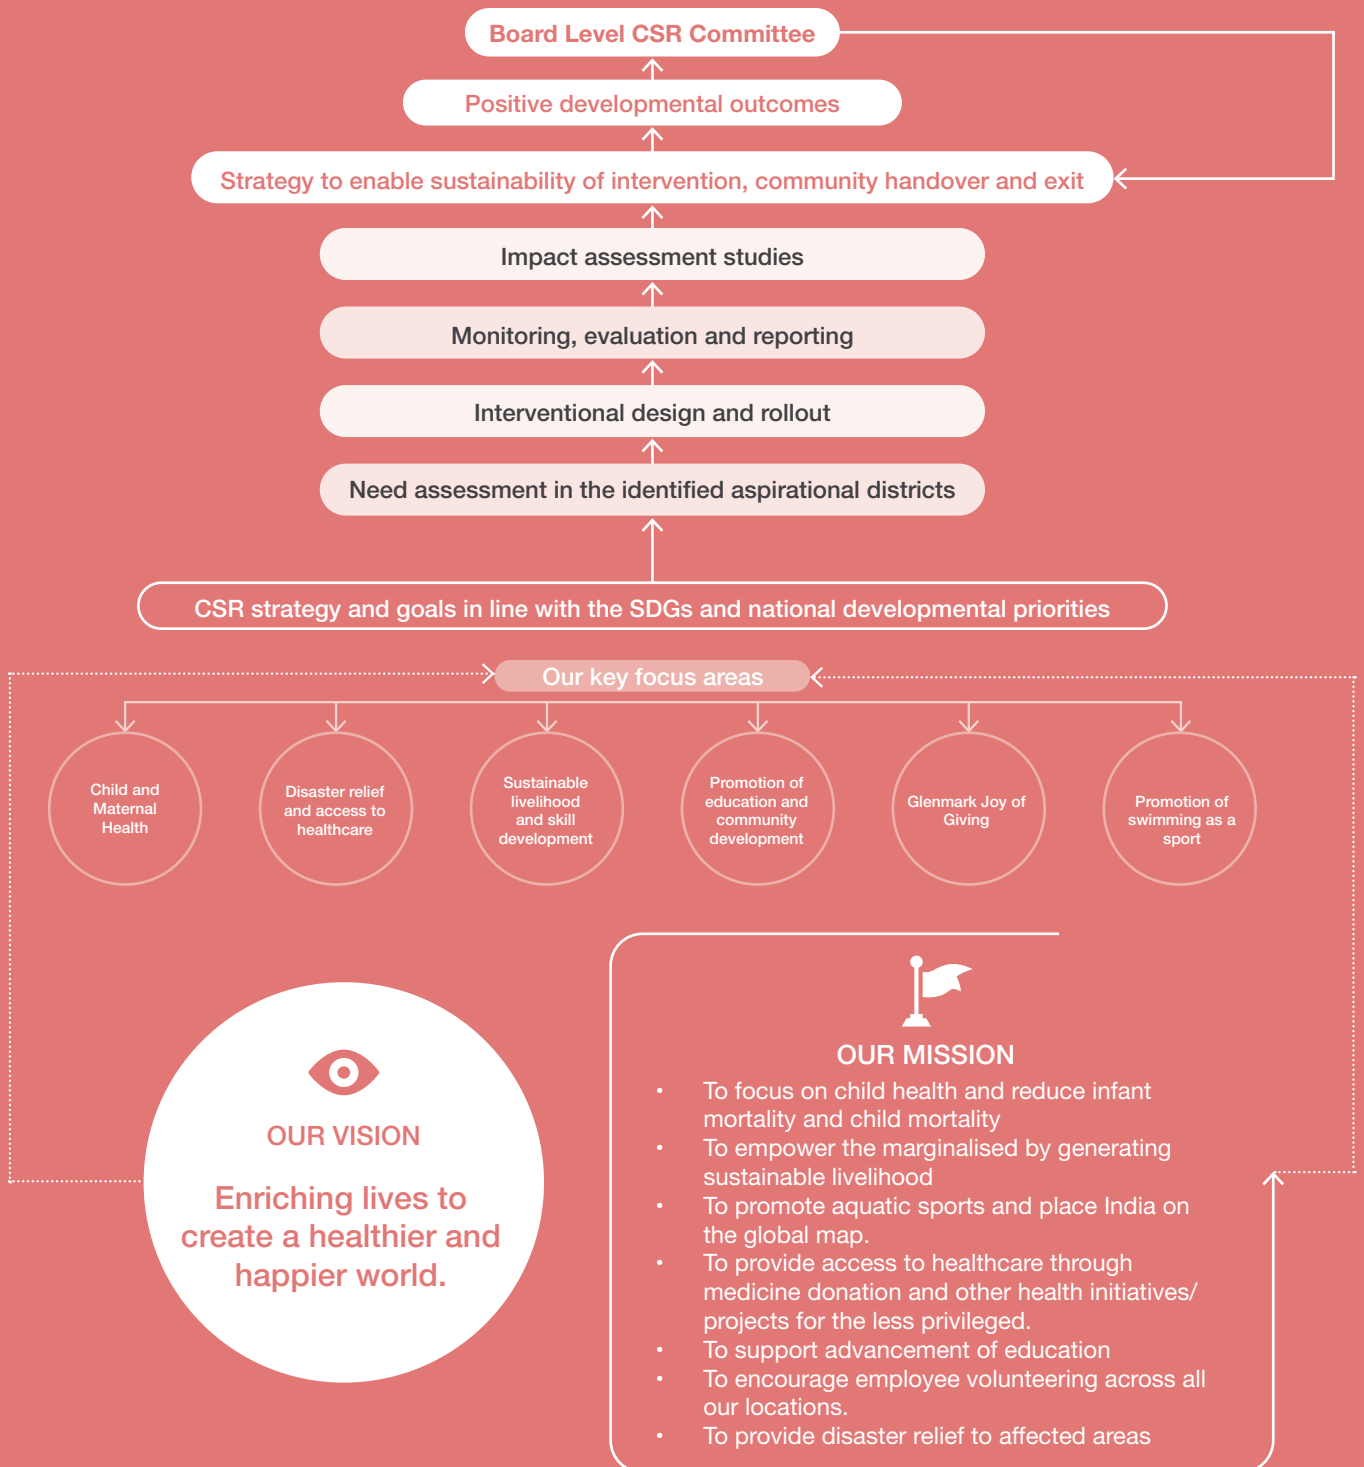 Board Level CSR Committee
Positive developmental outcomes
Strategy to enable sustainability of intervention, community handover and exit
Impact assessment studies
Monitoring, evaluation and reporting
Interventional design and rollout
Need assessment in the identified aspirational districts
CSR strategy and goals in line with the SDGs and national developmental priorities
Our key focus areas
Child and
Maternal
Health
Disaster relief
and access to
healthcare
Sustainable
livelihood
and skill
development
Promotion of
education and
community
development
Glenmark Joy of
Giving
Promotion of
swimming as a
sport
OUR VISION
Enriching lives to
create a healthier and
happier world.
OUR MISSION
• To focus on child health and reduce infant
mortality and child mortality
• To empower the marginalised by generating
sustainable livelihood
• To promote aquatic sports and place India on
the global map.
• To provide access to healthcare through
medicine donation and other health initiatives/
projects for the less privileged.
• To support advancement of education
• To encourage employee volunteering across all
our locations.
• To provide disaster relief to affected areas